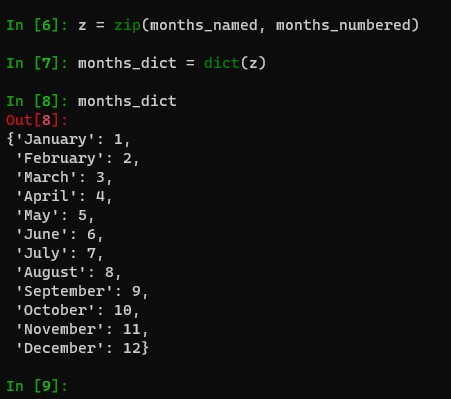 In [6]: z = zip(months_named, months_numbered)
In [7]: months_dict = dict(z)
In [8]: months_dict
Out[8]:
{'January': 1,
 'February': 2,
 'March': 3,
 'April': 4,
 'May': 5,
 'June': 6,
 'July': 7,
 'August': 8,
 'September': 9,
 'October': 10,
 'November': 11,
 'December': 12}
In [9]: